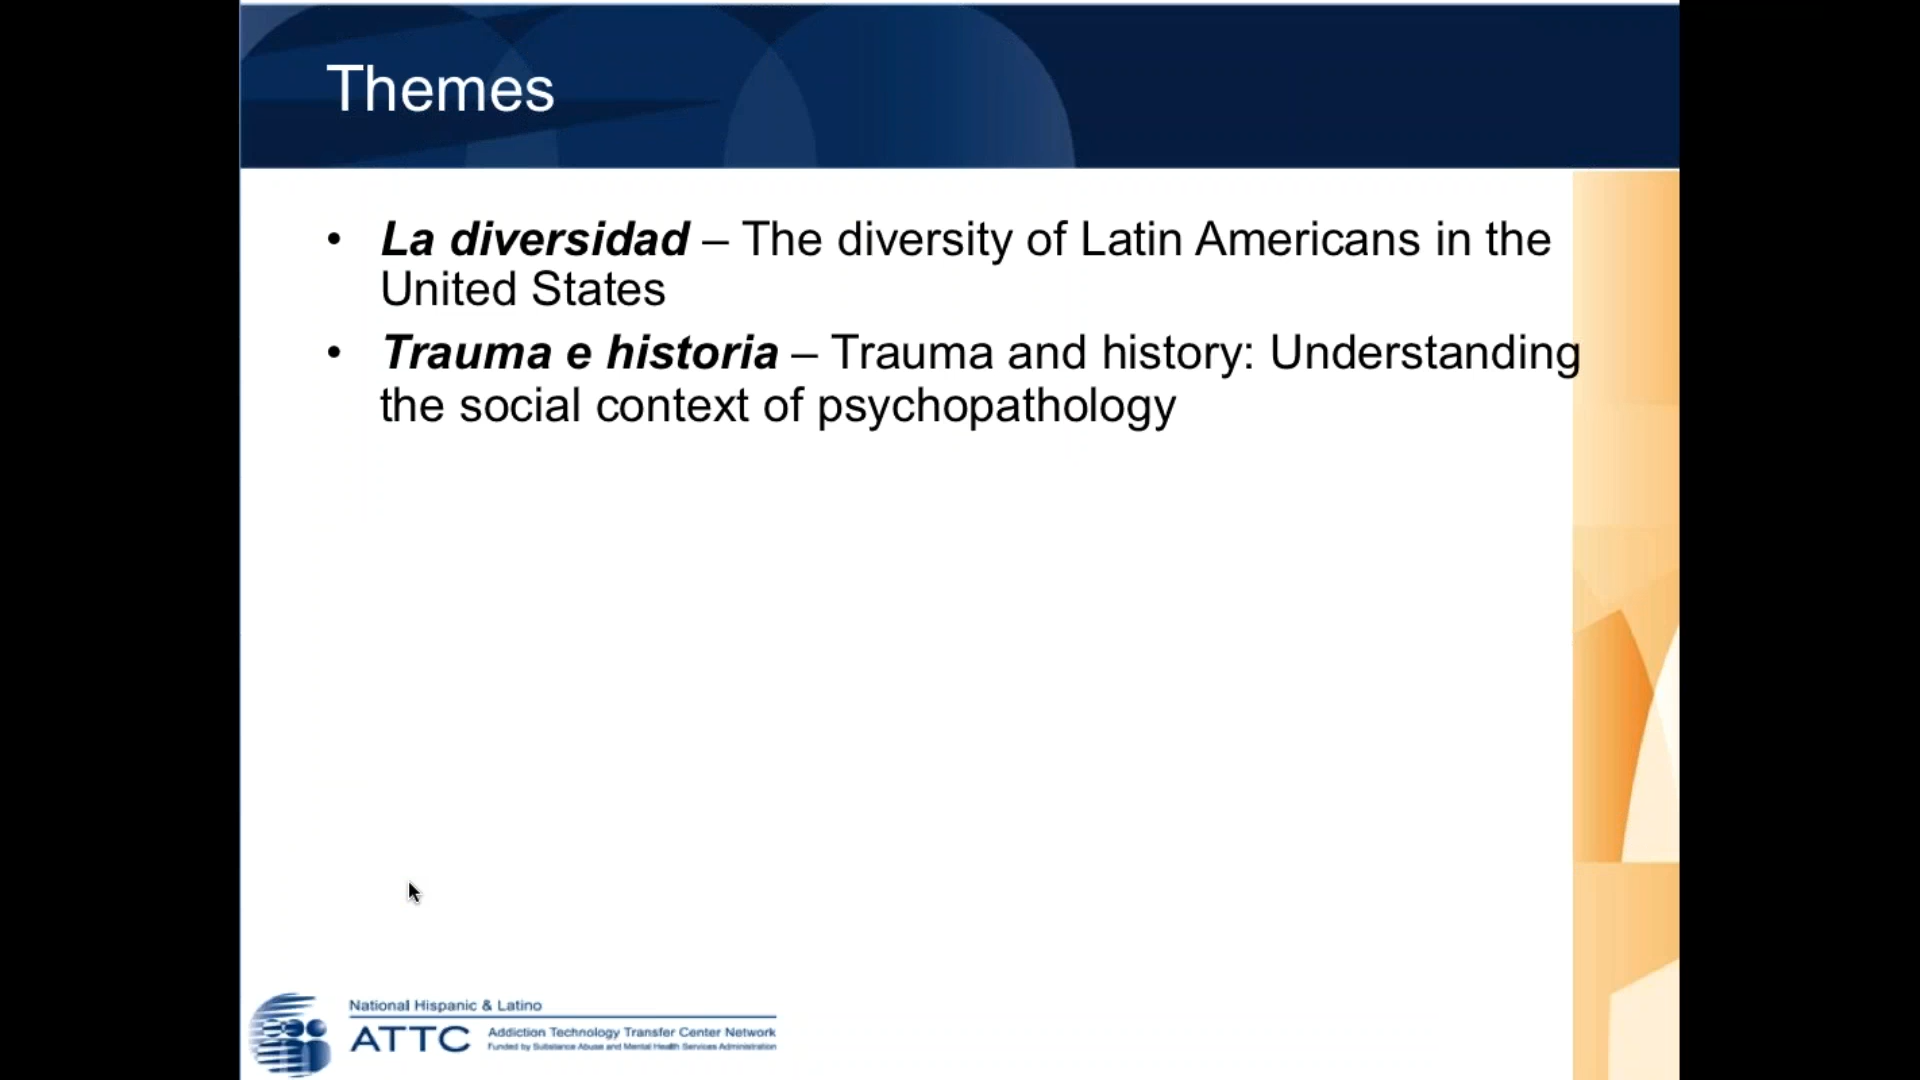 Themes
• La diversidad – The diversity of Latin Americans in the
United States
• Trauma e historia – Trauma and history: Understanding
the social context of psychopathology
National Hispanic & Latino
ATTC Addiction Technology Transfer Center Network
Funded by Substance Abuse and Mental Health Services Administration